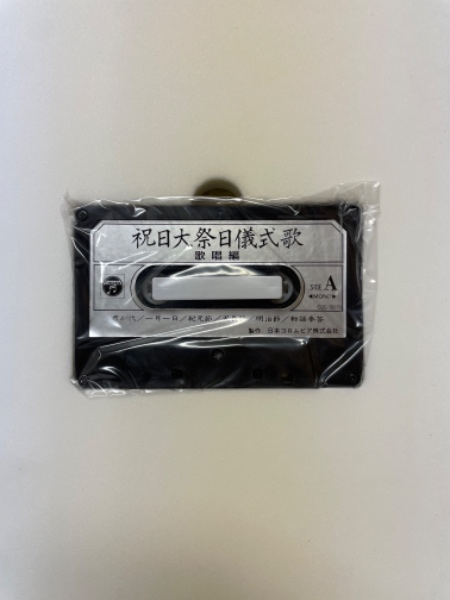 祝日大祭日儀式歌
歌唱編
SIDE A
◀MONO▶
君が代／一月一日／紀元節／天長節／明治節／勅語奉答
製作 日本コロムビア株式会社